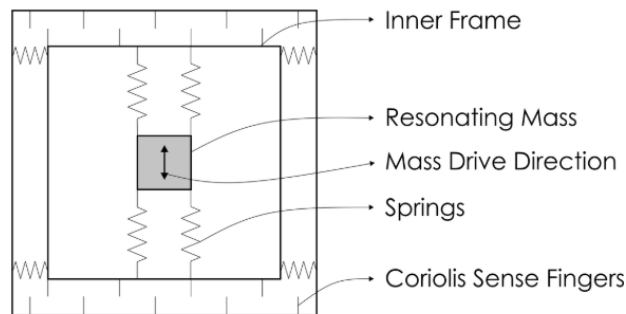 Inner Frame
Resonating Mass
Mass Drive Direction
Springs
Coriolis Sense Fingers